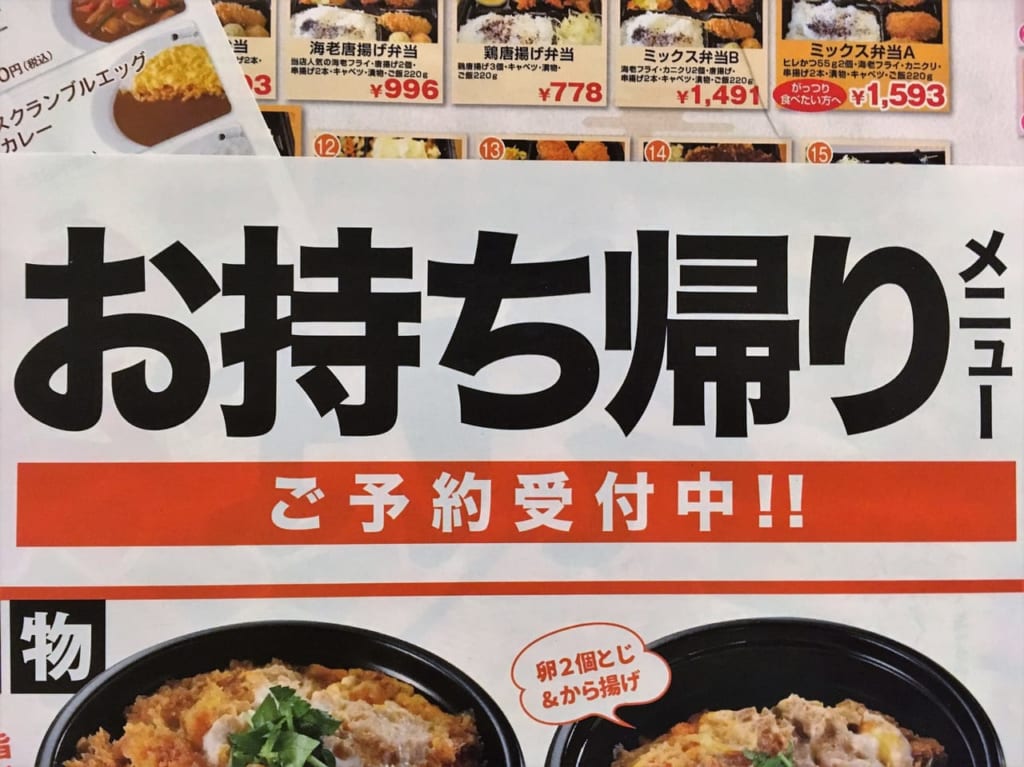 0円(税込)
スクランブルエッグ
カレー
当
海老唐揚げ弁当
当店人気の海老フライ・唐揚げ2個・
串揚げ2本・キャベツ・漬物・ご飯220g
¥996
鶏唐揚げ弁当
鶏唐揚げ3個・キャベツ・漬物・
ご飯220g
¥778
ミックス弁当B
海老フライ・カニクリ2個・唐揚げ・
串揚げ2本・キャベツ・漬物・ご飯220g
¥1,491
ミックス弁当A
ヒレかつ55g2個・海老フライ・カニクリ・
串揚げ2本・キャベツ・漬物・ご飯220g
がっつり
食べたい方へ
¥1,593
12
13
14
15
お持ち帰り
メニュー
ご予約受付中!!
物
卵2個とじ
&から揚げ